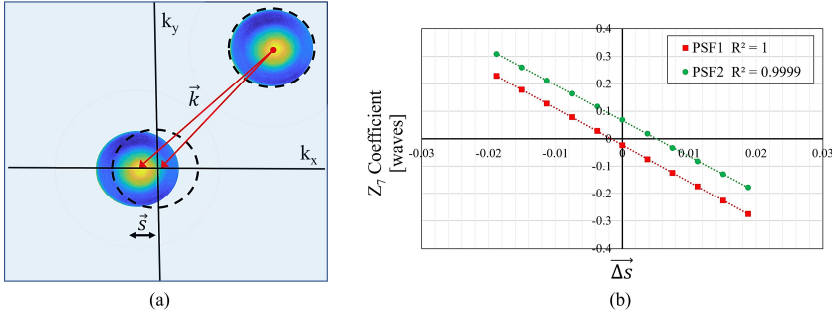 k_y
k⃗
k_x
s⃗
(a)
PSF1 R² = 1
PSF2 R² = 0.9999
0.4
0.3
0.2
0.1
0
-0.1
-0.2
-0.3
-0.4
-0.03 -0.02 -0.01 0 0.01 0.02 0.03
Z₇ Coefficient
[waves]
Δs⃗
(b)